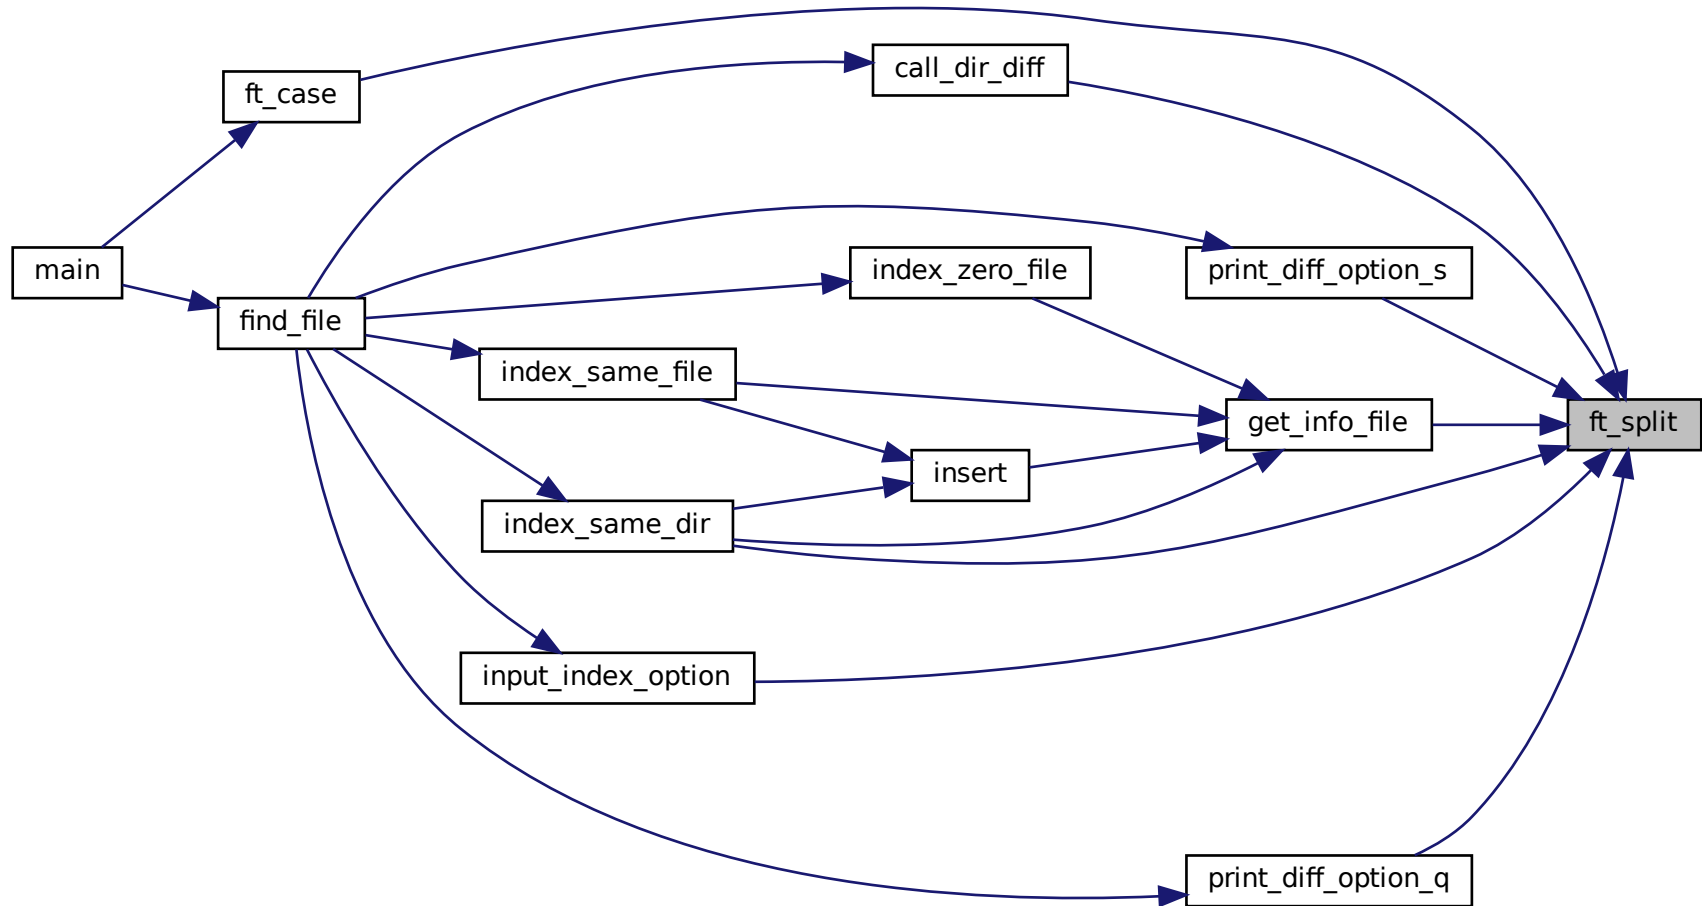 call_dir_diff
ft_case
main
index_zero_file
print_diff_option_s
find_file
index_same_file
get_info_file
ft_split
insert
index_same_dir
input_index_option
print_diff_option_q